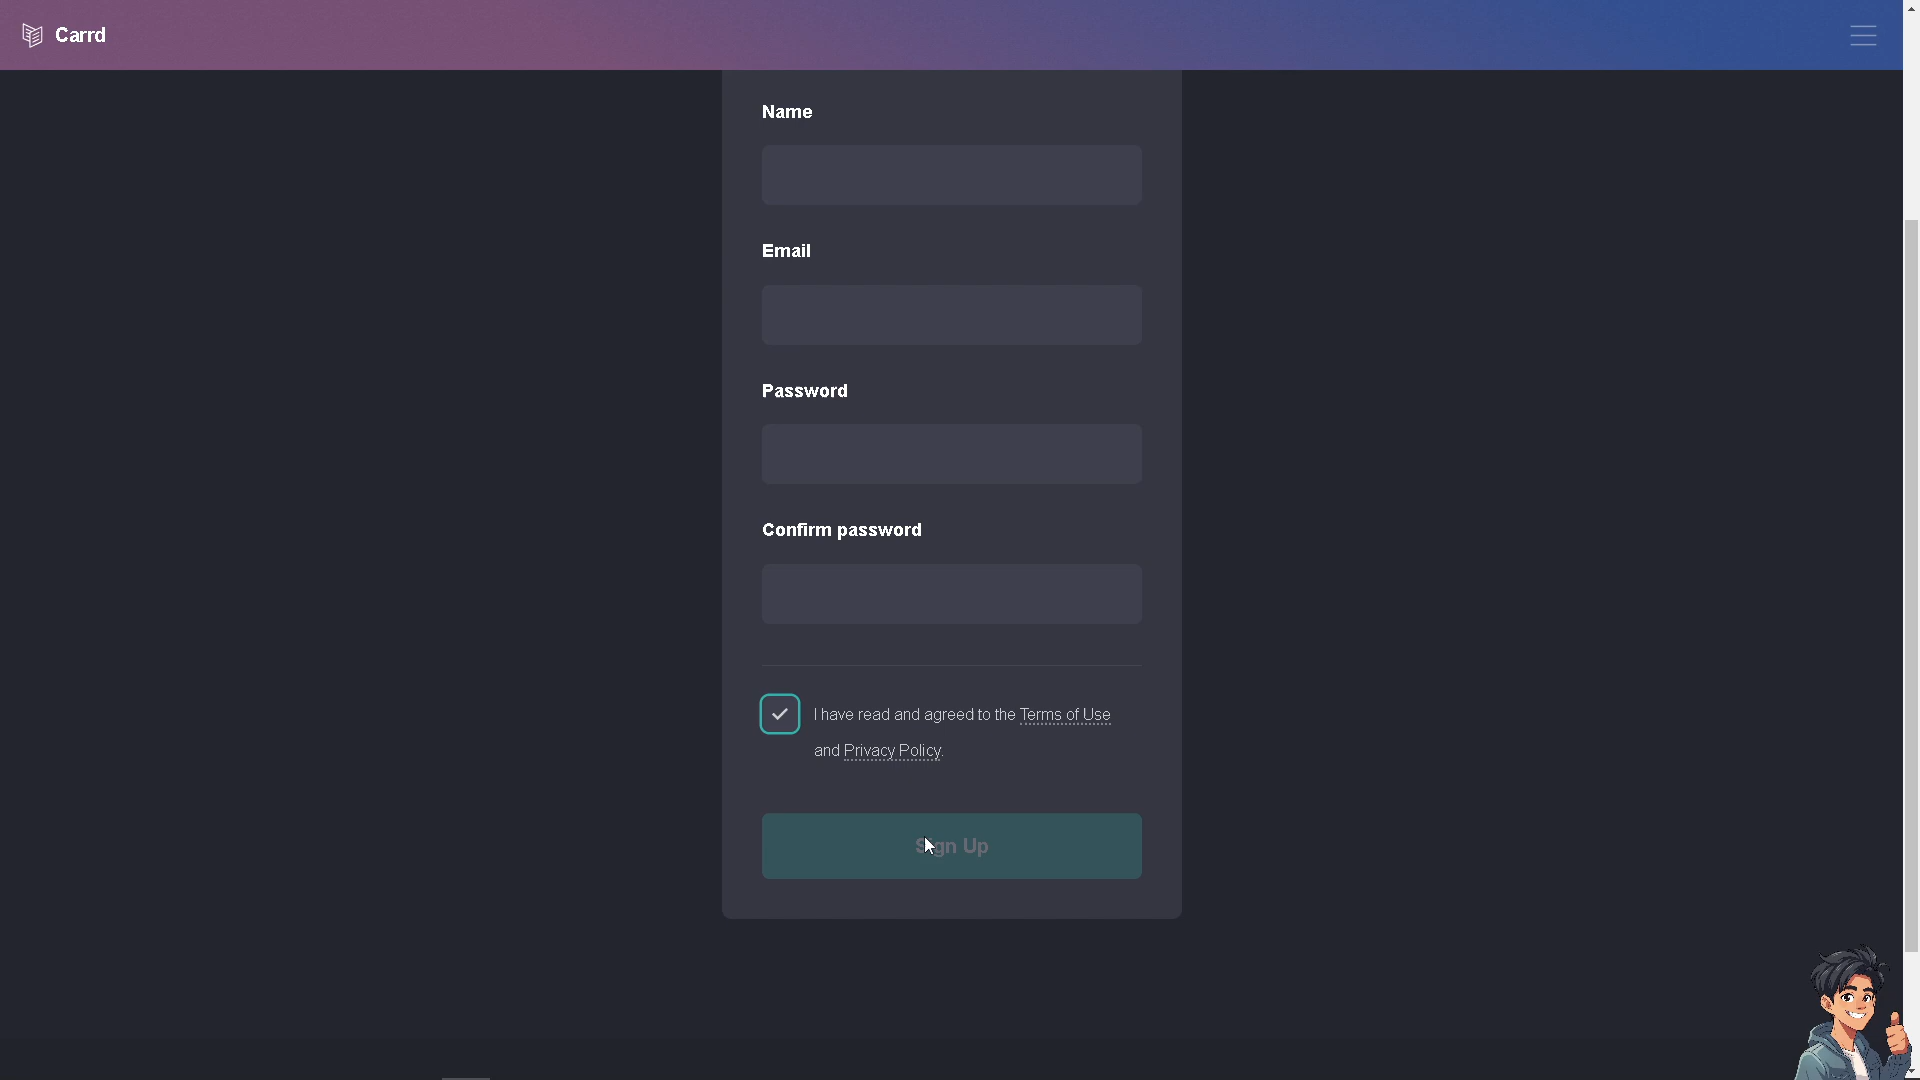 Carrd
Name
Email
Password
Confirm password
I have read and agreed to the Terms of Use
and Privacy Policy.
Sign Up